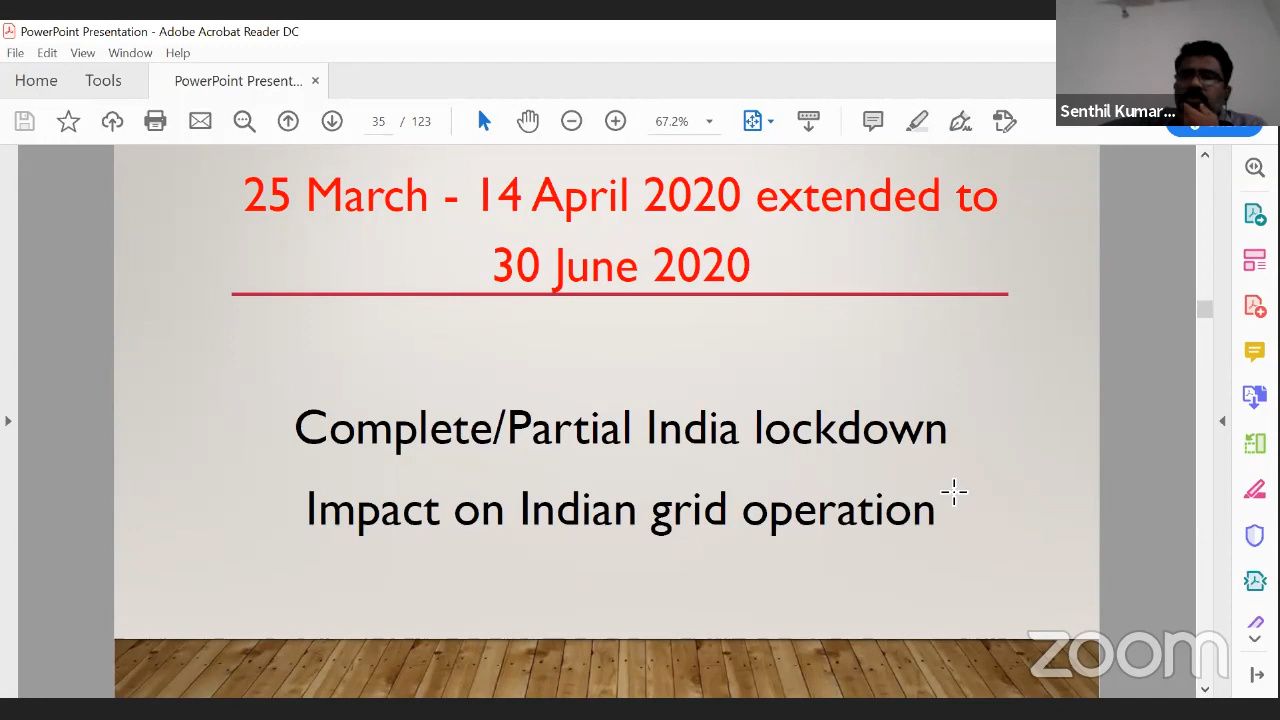 PowerPoint Presentation - Adobe Acrobat Reader DC
File Edit View Window Help
Home Tools PowerPoint Present... ×
35 / 123 67.2%
Senthil Kumar...
25 March - 14 April 2020 extended to
30 June 2020
Complete/Partial India lockdown
Impact on Indian grid operation
zoom